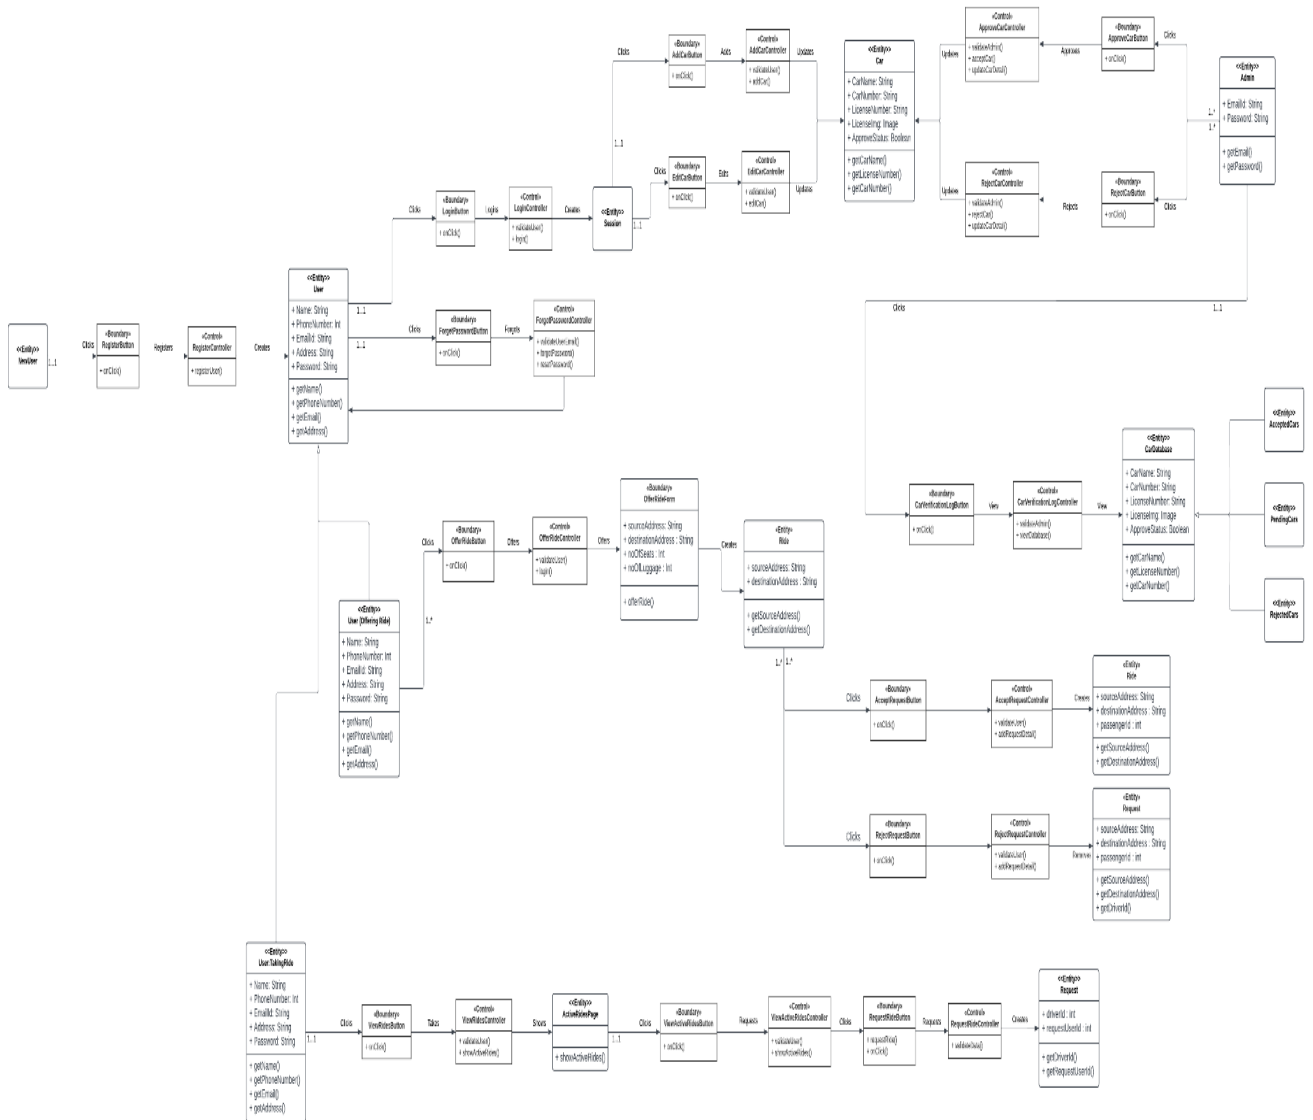 «Boundary»
AddCarButton
+ onClick()
«Control»
AddCarController
+ validateUser()
+ editCar()
Clicks
Adds
Updates
1..1
<<Entity>>
Car
+ CarName: String
+ CarNumber: String
+ LicenseNumber: String
+ LicenseImg: Image
+ ApproveStatus: Boolean
+ getCarName()
+ getLicenseNumber()
+ getCarNumber()
«Control»
ApproveCarController
+ validateAdmin()
+ acceptCar()
+ updateCarDetail()
Updates
Approves
«Boundary»
ApproveCarButton
+ onClick()
Clicks
<<Entity>>
Admin
+ EmailId: String
+ Password: String
+ getEmail()
+ getPassword()
1..*
1..*
«Boundary»
EditCarButton
+ onClick()
«Control»
EditCarController
+ validateUser()
+ editCar()
Clicks
Edits
Updates
«Control»
RejectCarController
+ validateAdmin()
+ rejectCar()
+ updateCarDetail()
Updates
Rejects
«Boundary»
RejectCarButton
+ onClick()
Clicks
Clicks
«Boundary»
LoginButton
+ onClick()
Logins
«Control»
LoginController
+ validateUser()
+ login()
Creates
<<Entity>>
Session
1..1
<<Entity>>
NewUser
1..1
Clicks
«Boundary»
RegisterButton
+ onClick()
Registers
«Control»
RegisterController
+ registerUser()
Creates
<<Entity>>
User
+ Name: String
+ PhoneNumber: Int
+ EmailId: String
+ Address: String
+ Password: String
+ getName()
+ getPhoneNumber()
+ getEmail()
+ getAddress()
1..1
1..1
Clicks
«Boundary»
ForgetPasswordButton
+ onClick()
Forgets
«Control»
ForgotPasswordController
+ validateUserEmail()
+ forgetPassword()
+ resetPassword()
Clicks
1..1
«Boundary»
CarVerificationLogButton
+ onClick()
View
«Control»
CarVerificationLogController
+ validateAdmin()
+ viewDatabase()
View
<<Entity>>
CarDatabase
+ CarName: String
+ CarNumber: String
+ LicenseNumber: String
+ LicenseImg: Image
+ ApproveStatus: Boolean
+ getCarName()
+ getLicenseNumber()
+ getCarNumber()
<<Entity>>
AcceptedCars
<<Entity>>
PendingCars
<<Entity>>
RejectedCars
<<Entity>>
User (Offering Ride)
+ Name: String
+ PhoneNumber: Int
+ EmailId: String
+ Address: String
+ Password: String
+ getName()
+ getPhoneNumber()
+ getEmail()
+ getAddress()
1..*
Clicks
«Boundary»
OfferRideButton
+ onClick()
Offers
«Control»
OfferRideController
+ validateUser()
+ login()
Offers
«Boundary»
OfferRideForm
+ sourceAddress: String
+ destinationAddress : String
+ noOfSeats : Int
+ noOfLuggage : Int
+ offerRide()
Creates
«Entity»
Ride
+ sourceAddress: String
+ destinationAddress : String
+ getSourceAddress()
+ getDestinationAddress()
1..*
1..*
Clicks
«Boundary»
AcceptRequestButton
+ onClick()
«Control»
AcceptRequestController
+ validateUser()
+ addRequestDetail()
Creates
«Entity»
Ride
+ sourceAddress: String
+ destinationAddress : String
+ passengerId : int
+ getSourceAddress()
+ getDestinationAddress()
Clicks
«Boundary»
RejectRequestButton
+ onClick()
«Control»
RejectRequestController
+ validateUser()
+ addRequestDetail()
Removes
«Entity»
Request
+ sourceAddress: String
+ destinationAddress : String
+ passengerId : int
+ getSourceAddress()
+ getDestinationAddress()
+ getDriverId()
<<Entity>>
User:TakingRide
+ Name: String
+ PhoneNumber: Int
+ EmailId: String
+ Address: String
+ Password: String
+ getName()
+ getPhoneNumber()
+ getEmail()
+ getAddress()
1..1
Clicks
«Boundary»
ViewRidesButton
+ onClick()
Takes
«Control»
ViewRidesController
+ validateUser()
+ showActiveRides()
Shows
<<Entity>>
ActiveRidesPage
+ showActiveRides()
1..1
Clicks
«Boundary»
ViewActiveRidesButton
+ onClick()
Requests
«Control»
ViewActiveRidesController
+ validateUser()
+ showActiveRides()
Clicks
«Boundary»
RequestRideButton
+ requestRide()
+ onClick()
Requests
«Control»
RequestRideController
+ validateData()
Creates
«Entity»
Request
+ driverId : int
+ requestUserId : int
+ getDriverId()
+ getRequestUserId()